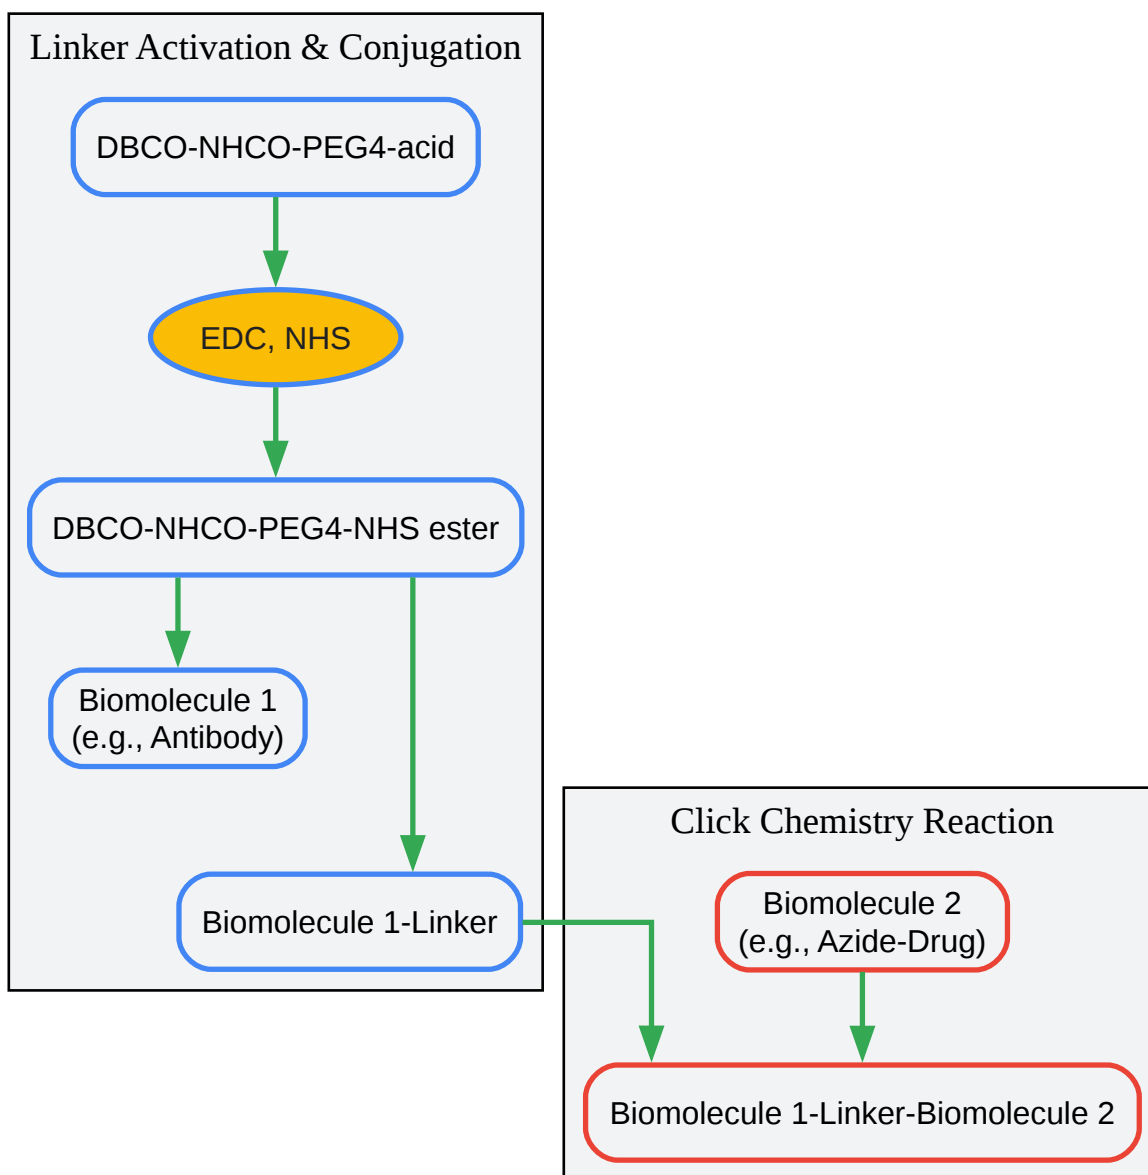 Linker Activation & Conjugation
DBCO-NHCO-PEG4-acid
EDC, NHS
DBCO-NHCO-PEG4-NHS ester
Biomolecule 1
(e.g., Antibody)
Biomolecule 1-Linker
Click Chemistry Reaction
Biomolecule 2
(e.g., Azide-Drug)
Biomolecule 1-Linker-Biomolecule 2